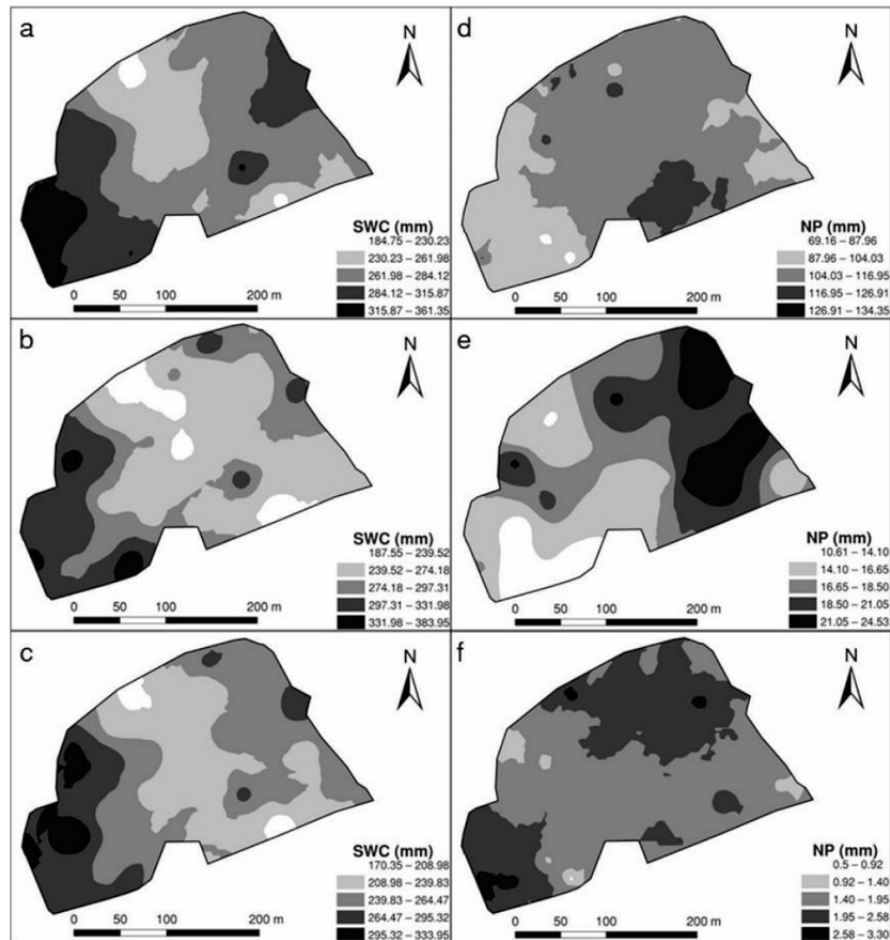 a
N
SWC (mm)
184.75 – 230.23
230.23 – 261.98
261.98 – 284.12
284.12 – 315.87
315.87 – 361.35
0 50 100 200 m
d
N
NP (mm)
69.16 – 87.96
87.96 – 104.03
104.03 – 116.95
116.95 – 126.91
126.91 – 134.35
0 50 100 200 m
b
N
SWC (mm)
187.55 – 239.52
239.52 – 274.18
274.18 – 297.31
297.31 – 331.98
331.98 – 383.95
0 50 100 200 m
e
N
NP (mm)
10.61 – 14.10
14.10 – 16.65
16.65 – 18.50
18.50 – 21.05
21.05 – 24.53
0 50 100 200 m
c
N
SWC (mm)
170.35 – 208.98
208.98 – 239.83
239.83 – 264.47
264.47 – 295.32
295.32 – 333.95
0 50 100 200 m
f
N
NP (mm)
0.5 – 0.92
0.92 – 1.40
1.40 – 1.95
1.95 – 2.58
2.58 – 3.30
0 50 100 200 m